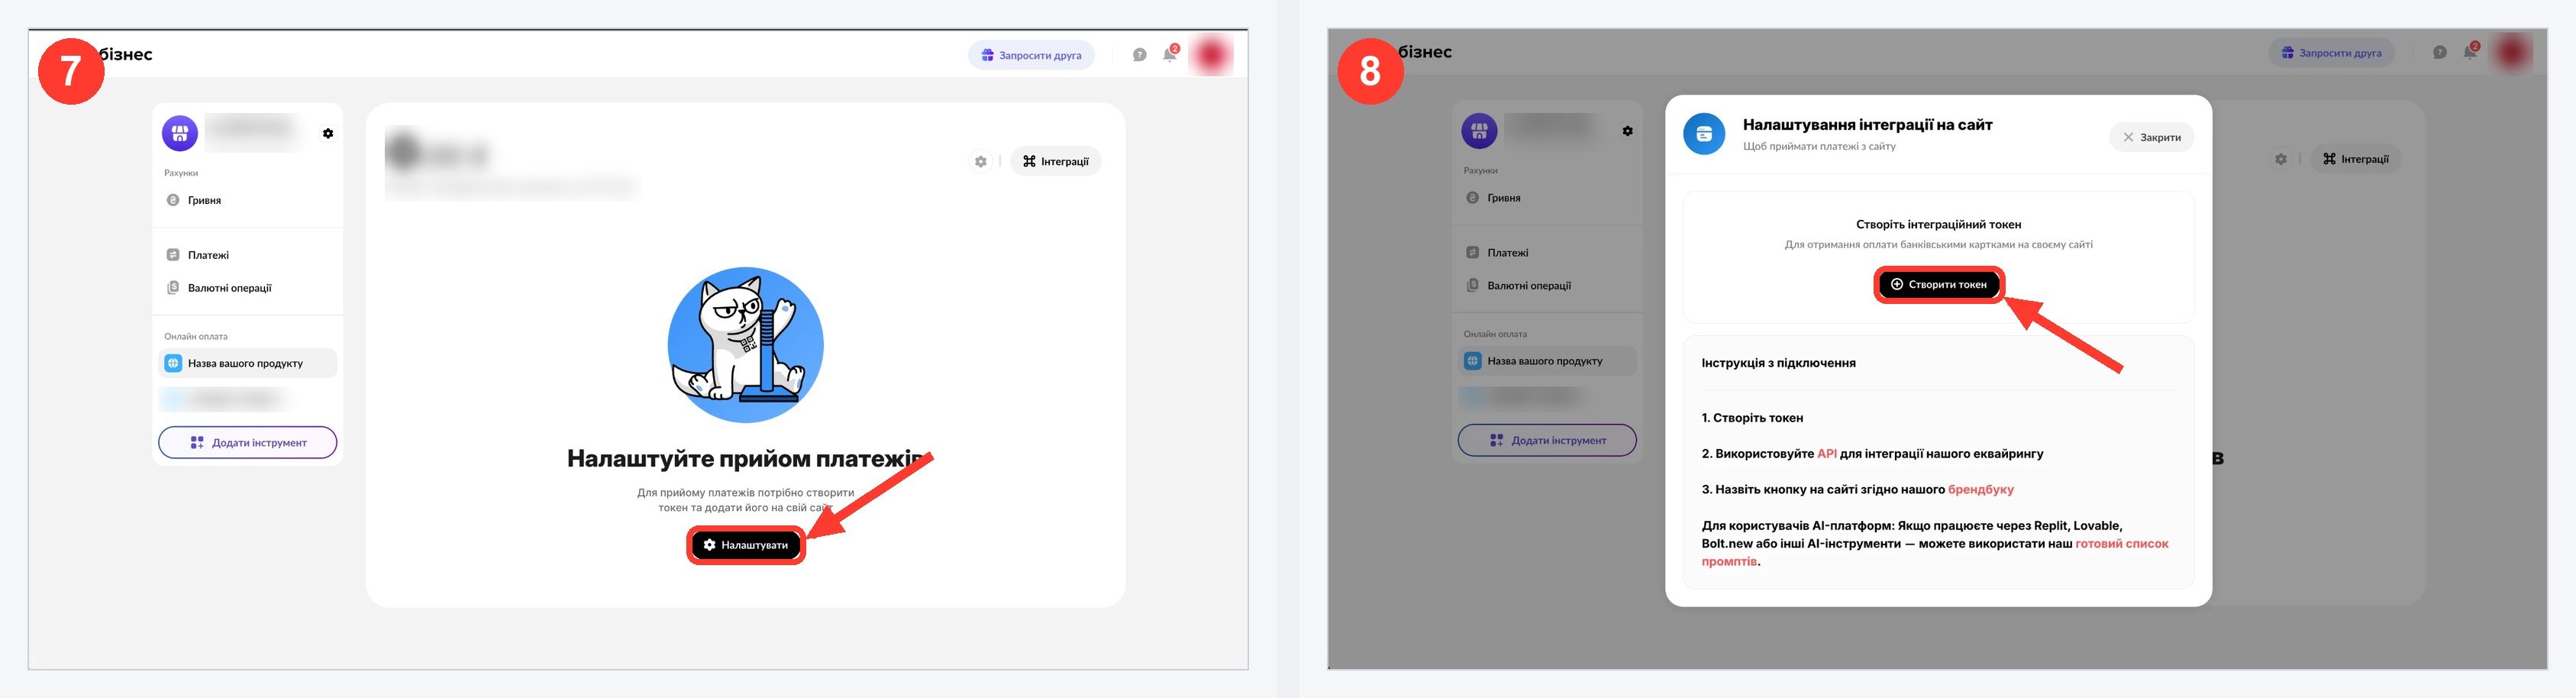 7
бізнес
Запросити друга
2
Рахунки
Гривня
Платежі
Валютні операції
Онлайн оплата
Назва вашого продукту
Додати інструмент
Інтеграції
Налаштуйте прийом платежів
Для прийому платежів потрібно створити
токен та додати його на свій сайт
Налаштувати
8
бізнес
Запросити друга
2
Рахунки
Гривня
Платежі
Валютні операції
Онлайн оплата
Назва вашого продукту
Додати інструмент
Інтеграції
в
Налаштування інтеграції на сайт
Щоб приймати платежі з сайту
Закрити
Створіть інтеграційний токен
Для отримання оплати банківськими картками на своєму сайті
Створити токен
Інструкція з підключення
1. Створіть токен
2. Використовуйте API для інтеграції нашого еквайрингу
3. Назвіть кнопку на сайті згідно нашого брендбуку
Для користувачів AI-платформ: Якщо працюєте через Replit, Lovable,
Bolt.new або інші AI-інструменти — можете використати наш готовий список
промптів.